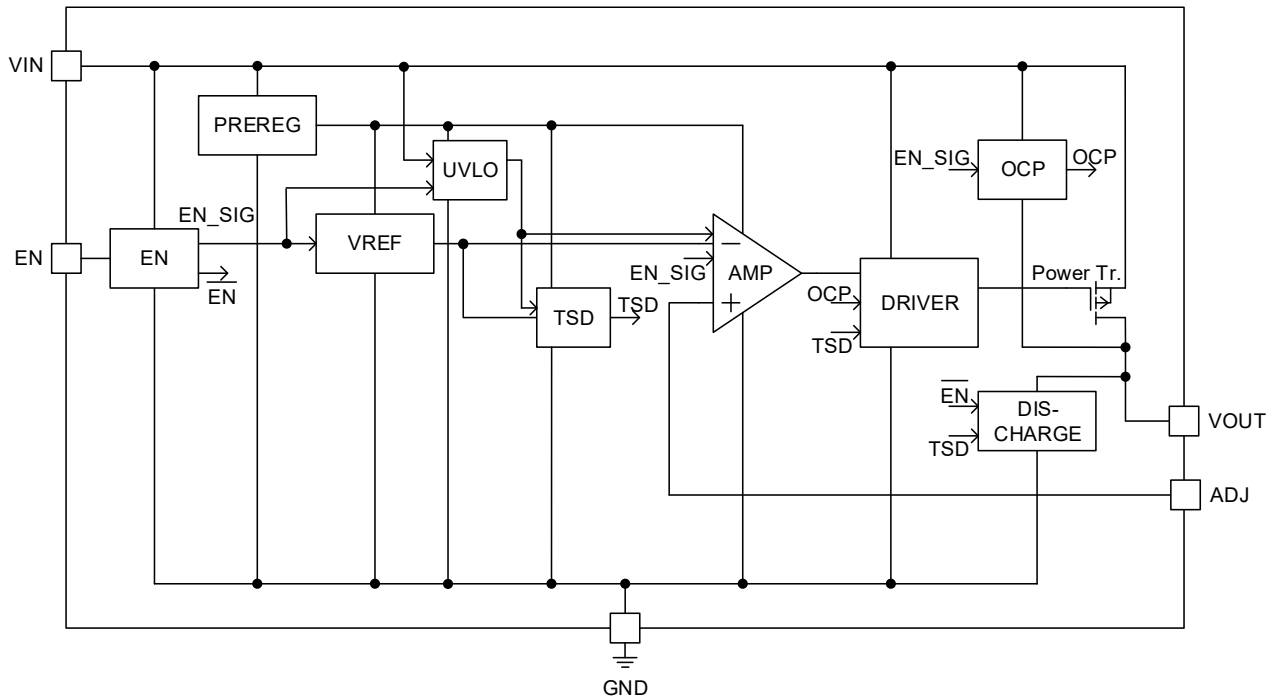 VIN
PREREG
UVLO
EN_SIG
OCP
OCP
EN_SIG
EN
EN
VREF
EN
EN_SIG
AMP
−
+
Power Tr.
TSD
TSD
OCP
DRIVER
TSD
EN
DIS-
CHARGE
TSD
VOUT
ADJ
GND